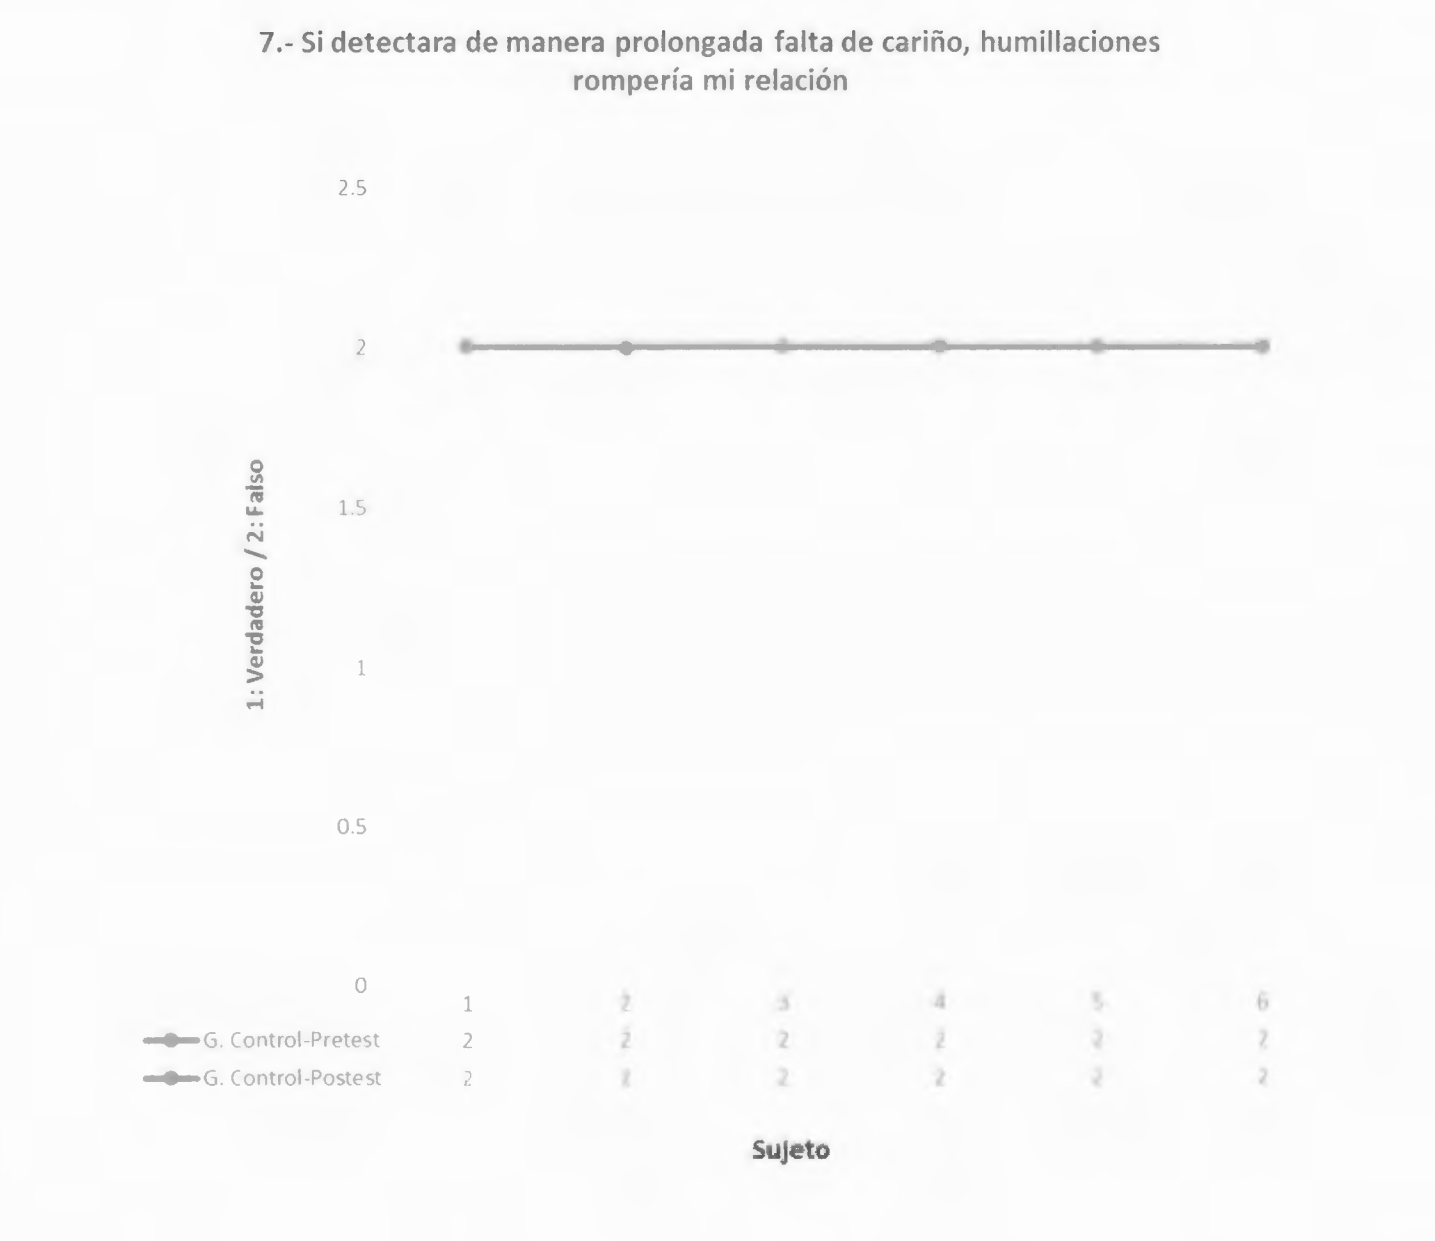 7.- Si detectara de manera prolongada falta de cariño, humillaciones
rompería mi relación
2.5
2
1.5
1
0.5
0
1: Verdadero / 2: Falso
1 2 3 4 5 6
G. Control-Pretest 2 2 2 2 2 2
G. Control-Postest 2 2 2 2 2 2
Sujeto